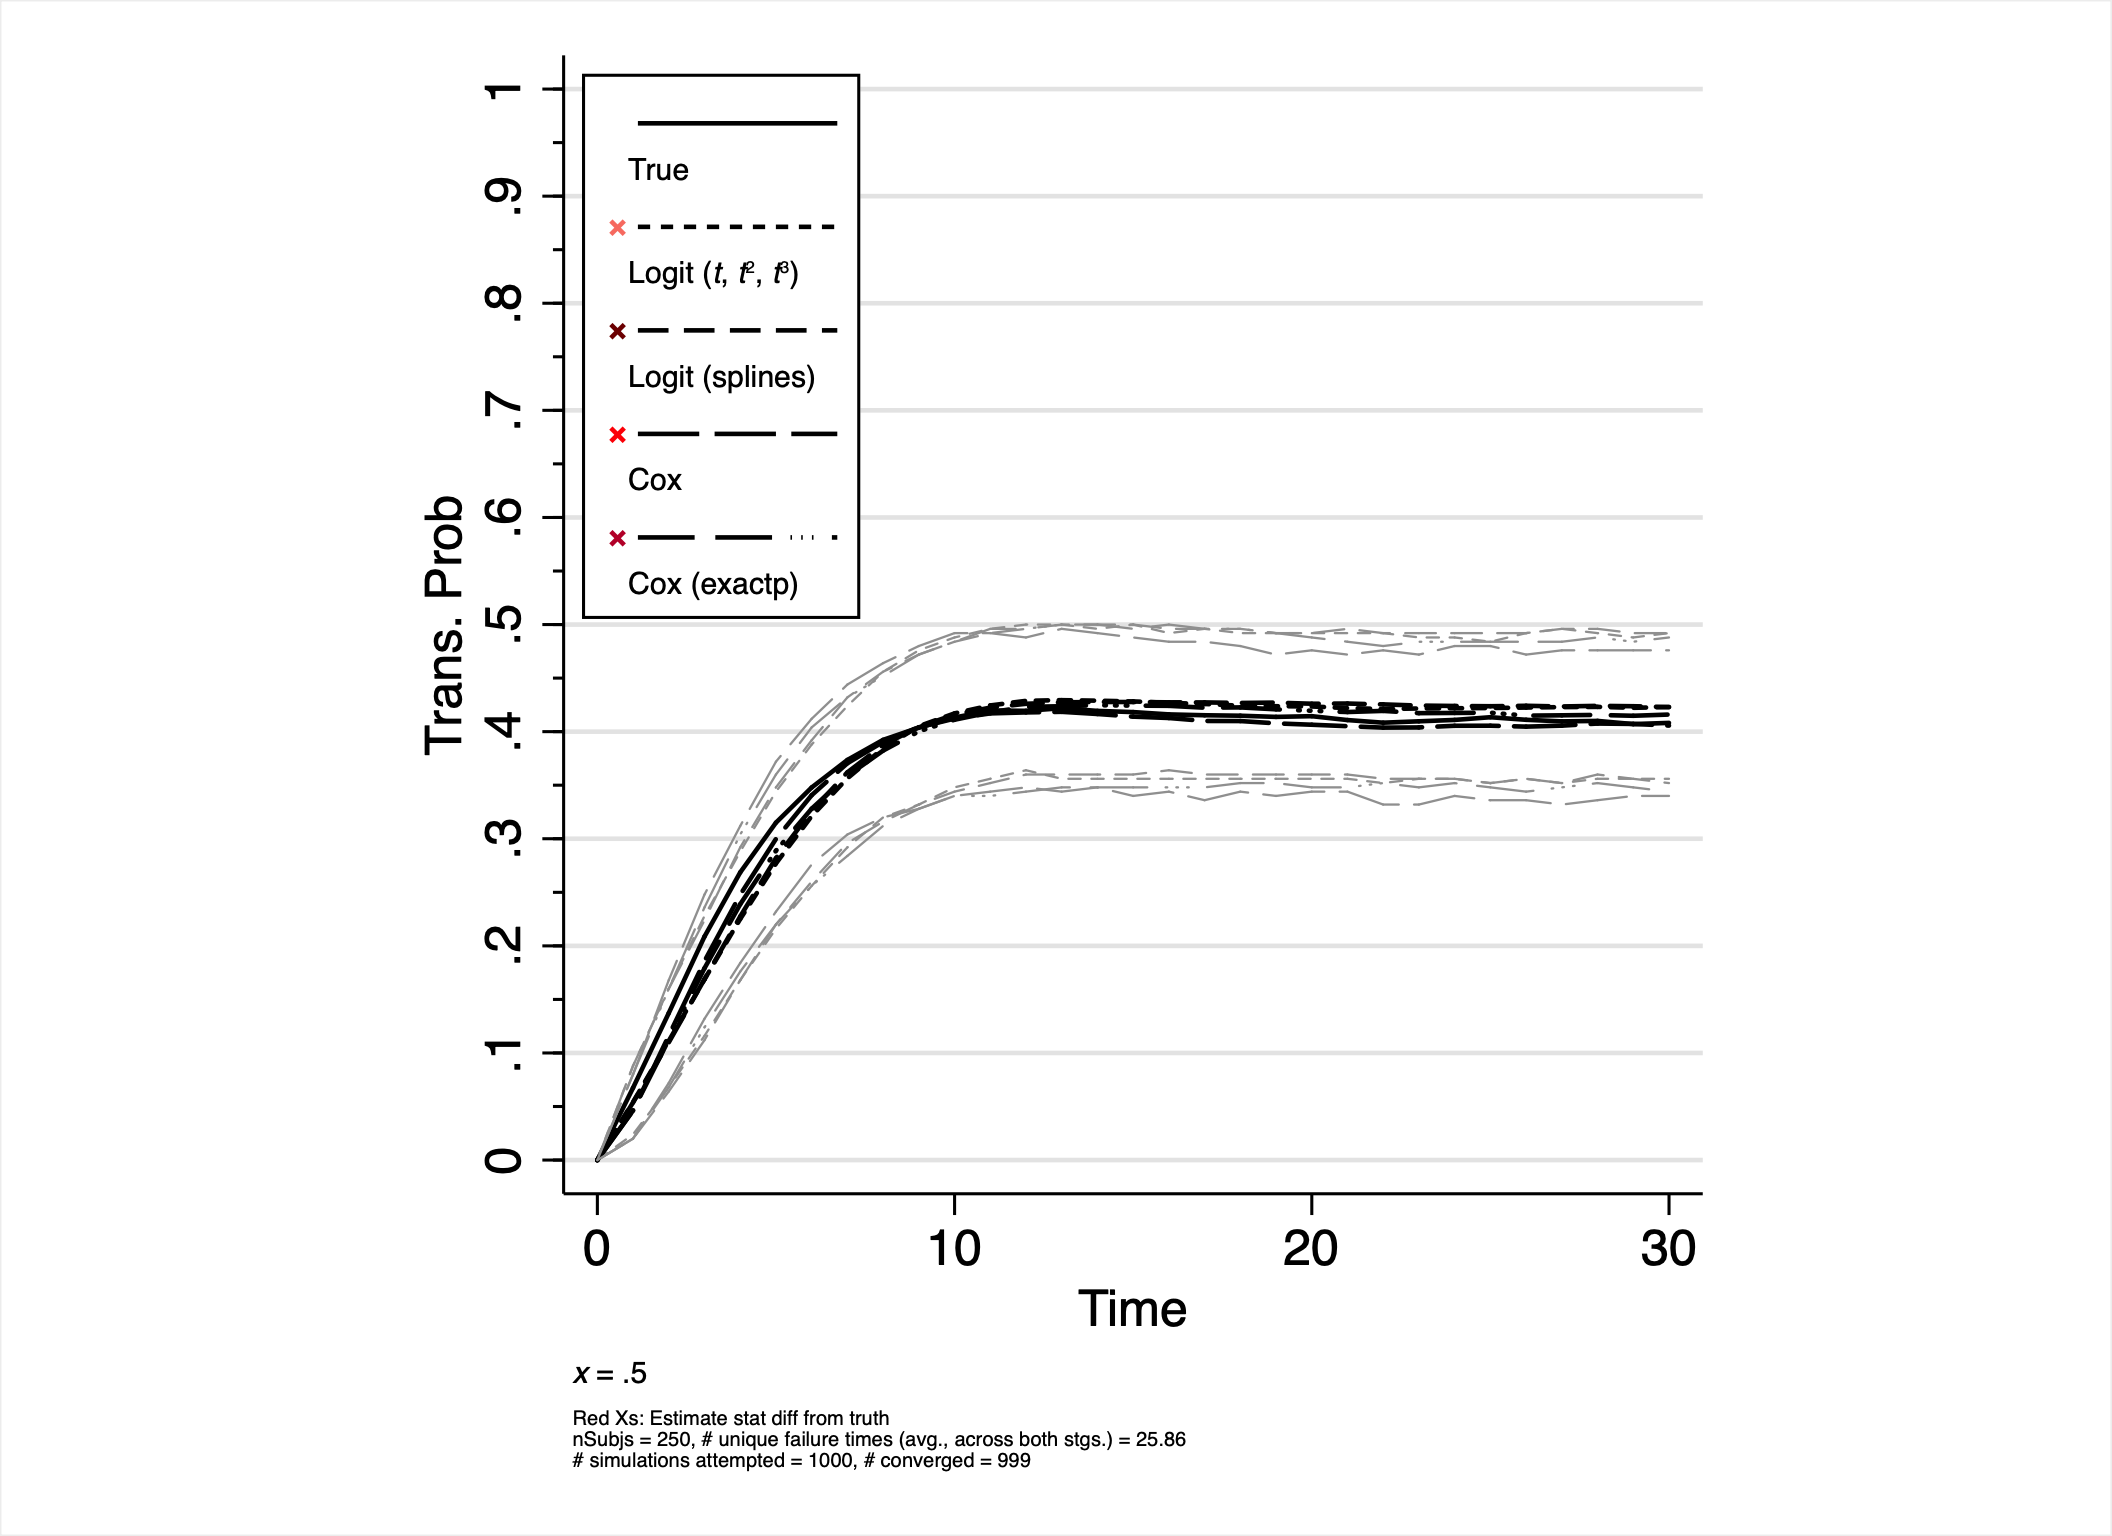 True
Logit (t, t², t³)
Logit (splines)
Cox
Cox (exactp)
Trans. Prob
1
.9
.8
.7
.6
.5
.4
.3
.2
.1
0
0 10 20 30
Time
x = .5
Red Xs: Estimate stat diff from truth
nSubjs = 250, # unique failure times (avg., across both stgs.) = 25.86
# simulations attempted = 1000, # converged = 999